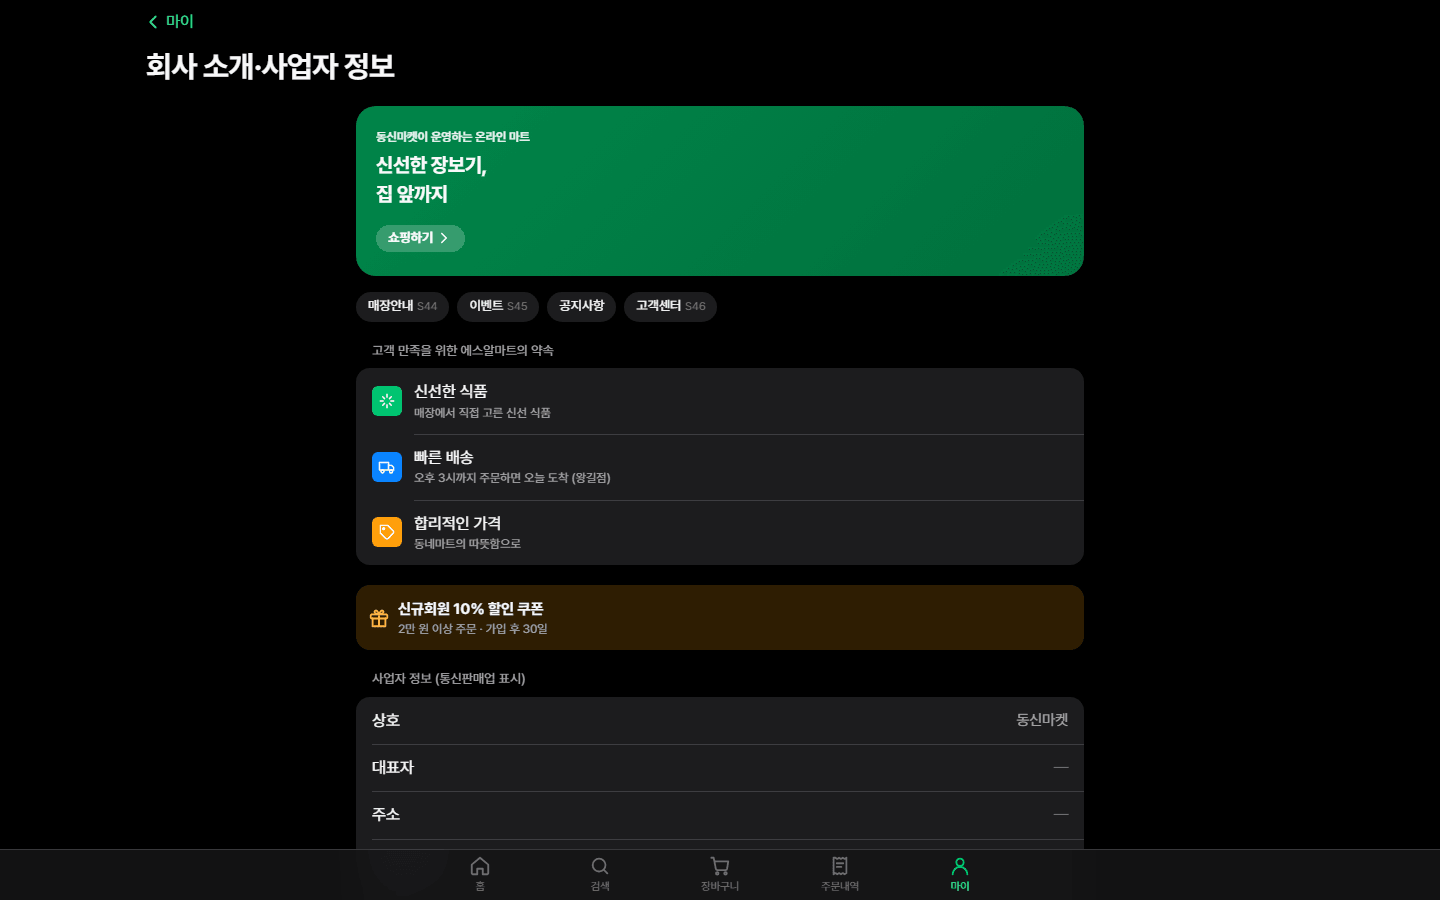 마이
회사 소개·사업자 정보
동신마켓이 운영하는 온라인 마트
신선한 장보기,
집 앞까지
쇼핑하기
매장안내 S44 이벤트 S45 공지사항 고객센터 S46
고객 만족을 위한 에스알마트의 약속
신선한 식품
매장에서 직접 고른 신선 식품
빠른 배송
오후 3시까지 주문하면 오늘 도착 (왕길점)
합리적인 가격
동네마트의 따뜻함으로
신규회원 10% 할인 쿠폰
2만 원 이상 주문 · 가입 후 30일
사업자 정보 (통신판매업 표시)
상호 동신마켓
대표자 —
주소 —
홈 검색 장바구니 주문내역 마이